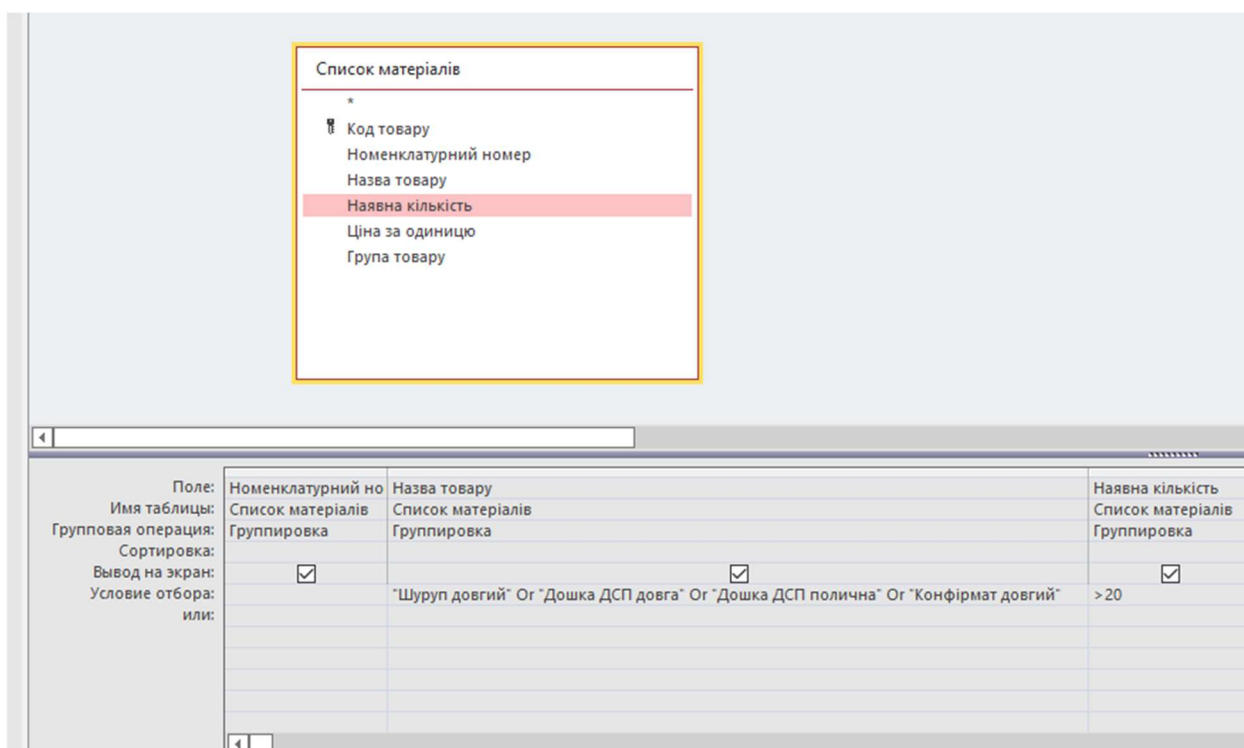 Список матеріалів
*
Код товару
Номенклатурний номер
Назва товару
Наявна кількість
Ціна за одиницю
Група товару
Поле: Номенклатурний но Назва товару Наявна кількість
Имя таблицы: Список матеріалів Список матеріалів Список матеріалів
Групповая операция: Группировка Группировка Группировка
Сортировка:
Вывод на экран:
Условие отбора: "Шуруп довгий" Or "Дошка ДСП довга" Or "Дошка ДСП полична" Or "Конфірмат довгий" >20
или: